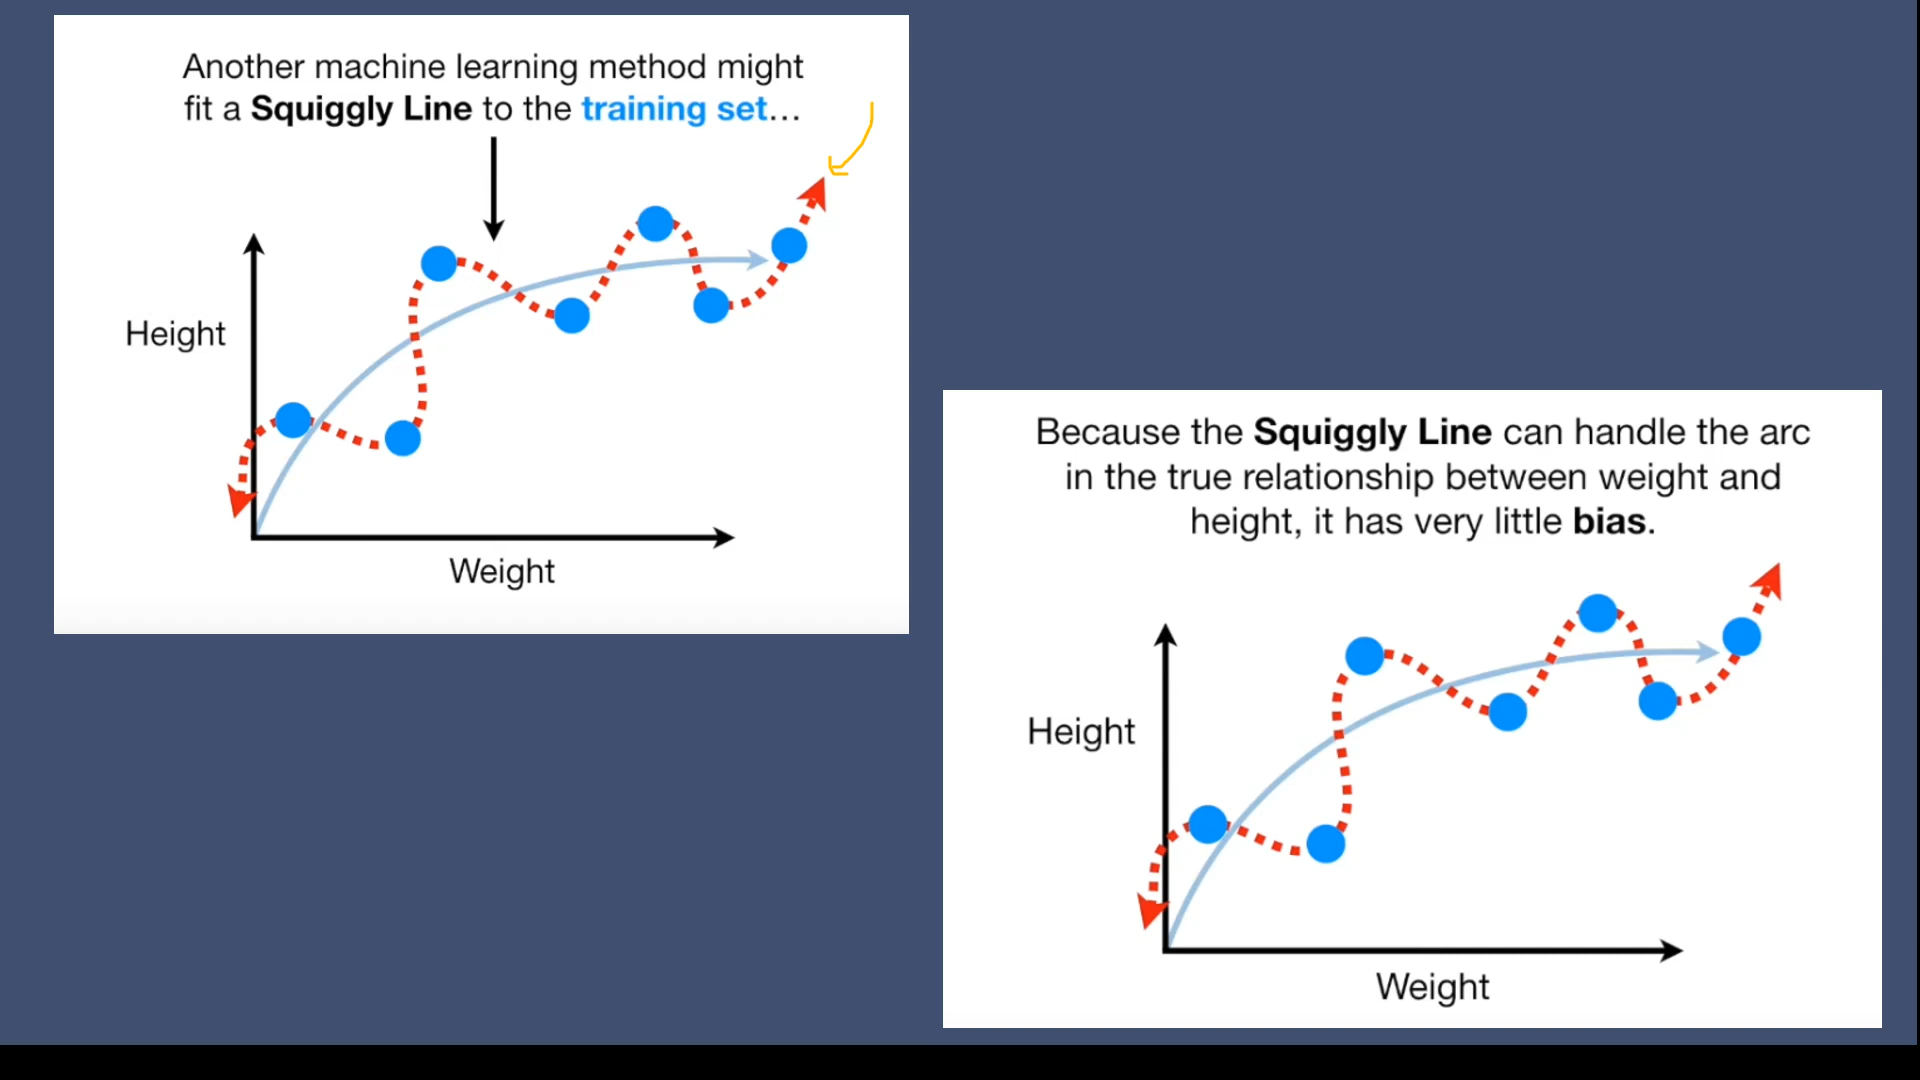 Another machine learning method might
fit a Squiggly Line to the training set…
Height
Weight
Because the Squiggly Line can handle the arc
in the true relationship between weight and
height, it has very little bias.
Height
Weight